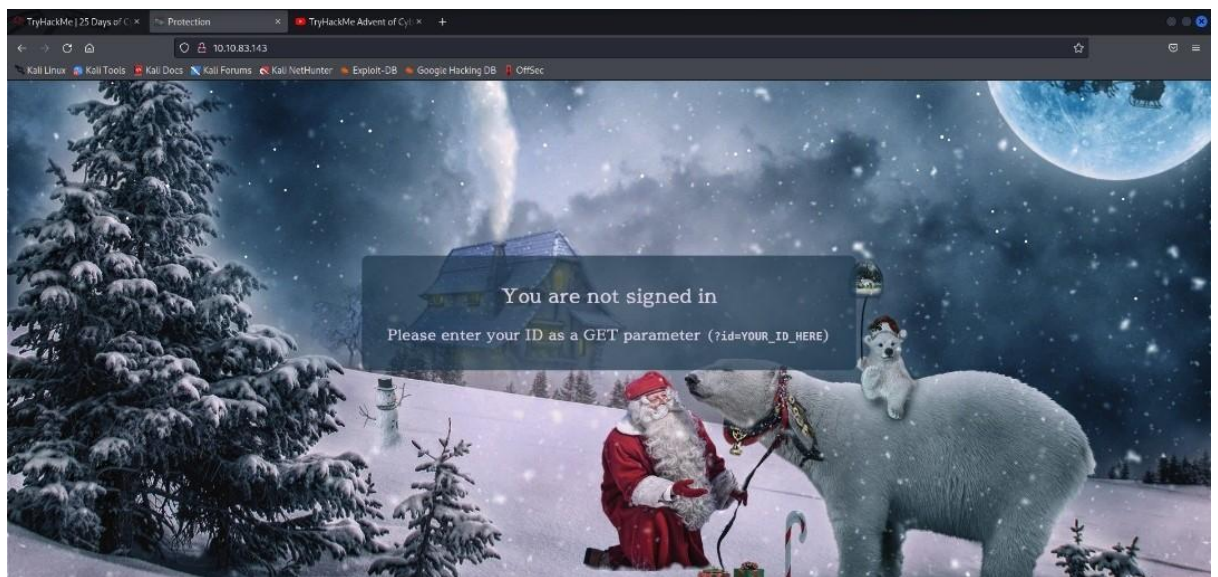 TryHackMe | 25 Days of Cy
Protection
TryHackMe Advent of Cyb
10.10.83.143
Kali Linux Kali Tools Kali Docs Kali Forums Kali NetHunter Exploit-DB Google Hacking DB OffSec
You are not signed in
Please enter your ID as a GET parameter (?id=YOUR_ID_HERE)